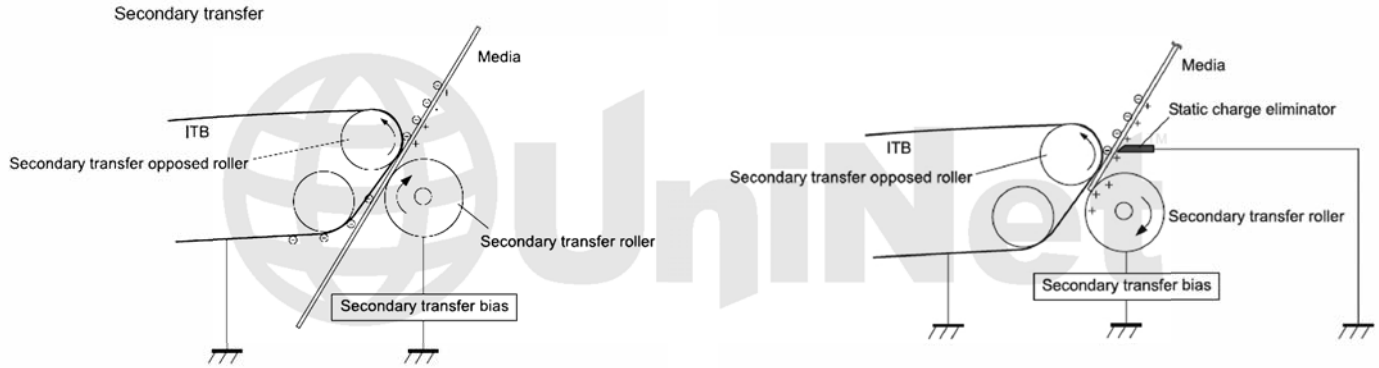 Secondary transfer
Media
ITB
Secondary transfer opposed roller
Secondary transfer roller
Secondary transfer bias
Media
Static charge eliminator
ITB
Secondary transfer opposed roller
Secondary transfer roller
Secondary transfer bias
UniNet
TM